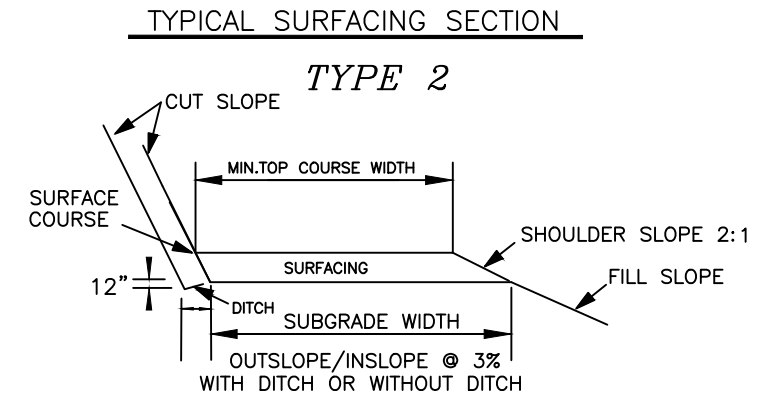 TYPICAL SURFACING SECTION
TYPE 2
CUT SLOPE
MIN.TOP COURSE WIDTH
SURFACE
COURSE
SHOULDER SLOPE 2:1
SURFACING
FILL SLOPE
12"
DITCH
SUBGRADE WIDTH
OUTSLOPE/INSLOPE @ 3%
WITH DITCH OR WITHOUT DITCH